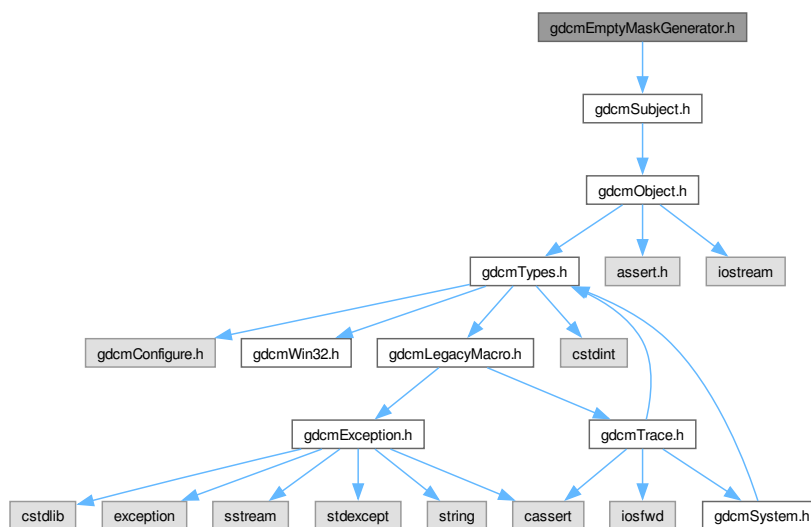 gdcmEmptyMaskGenerator.h
gdcmSubject.h
gdcmObject.h
gdcmTypes.h
assert.h
iostream
gdcmConfigure.h
gdcmWin32.h
gdcmLegacyMacro.h
cstdint
gdcmException.h
gdcmTrace.h
cstdlib
exception
sstream
stdexcept
string
cassert
iosfwd
gdcmSystem.h